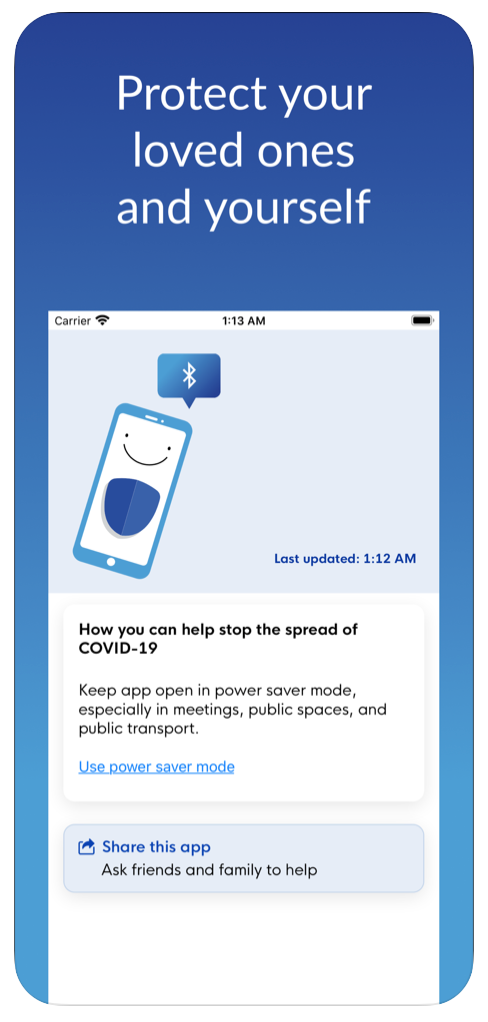 Protect your
loved ones
and yourself
Carrier 1:13 AM
Last updated: 1:12 AM
How you can help stop the spread of
COVID-19
Keep app open in power saver mode,
especially in meetings, public spaces, and
public transport.
Use power saver mode
Share this app
Ask friends and family to help